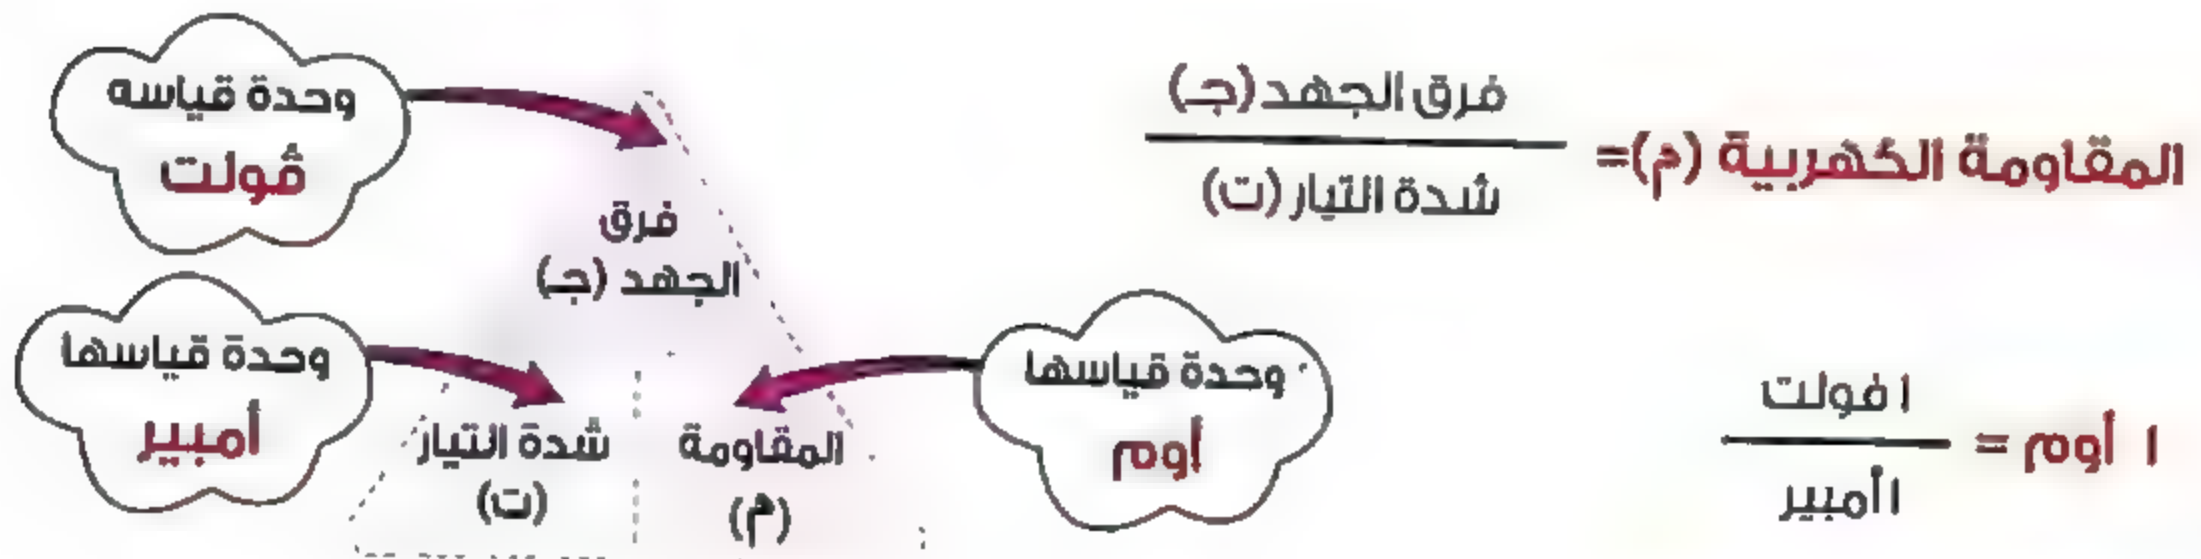 المقاومة الكهربية (م)=
فرق الجهد (جـ)
شدة التيار (ت)
وحدة قياسه
ڤولت
فرق
الجهد (جـ)
وحدة قياسها
أمبير
شدة التيار
(ت)
المقاومة
(م)
وحدة قياسها
أوم
١ أوم =
١ فولت
١ أمبير